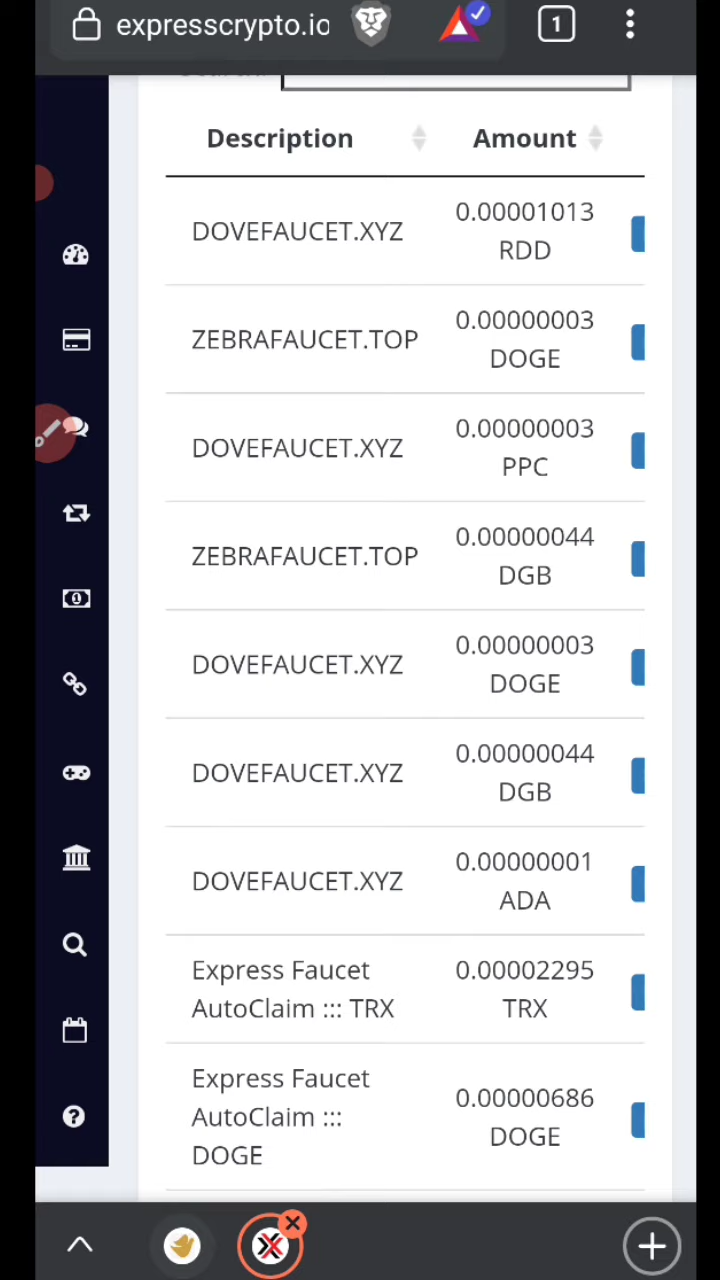 expresscrypto.io
1
Description Amount
DOVEFAUCET.XYZ 0.00001013 RDD
ZEBRAFAUCET.TOP 0.00000003 DOGE
DOVEFAUCET.XYZ 0.00000003 PPC
ZEBRAFAUCET.TOP 0.00000044 DGB
DOVEFAUCET.XYZ 0.00000003 DOGE
DOVEFAUCET.XYZ 0.00000044 DGB
DOVEFAUCET.XYZ 0.00000001 ADA
Express Faucet
AutoClaim ::: TRX
0.00002295
TRX
Express Faucet
AutoClaim :::
DOGE
0.00000686
DOGE